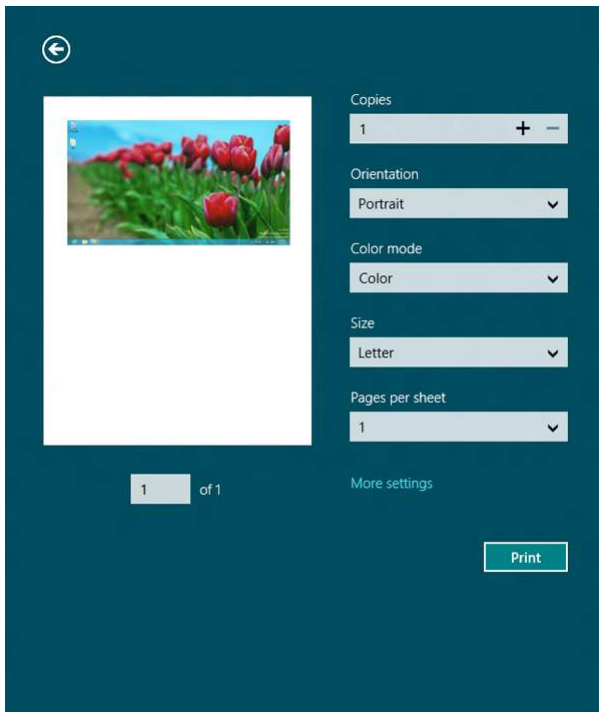 Copies
1
Orientation
Portrait
Color mode
Color
Size
Letter
Pages per sheet
1
1 of 1
More settings
Print